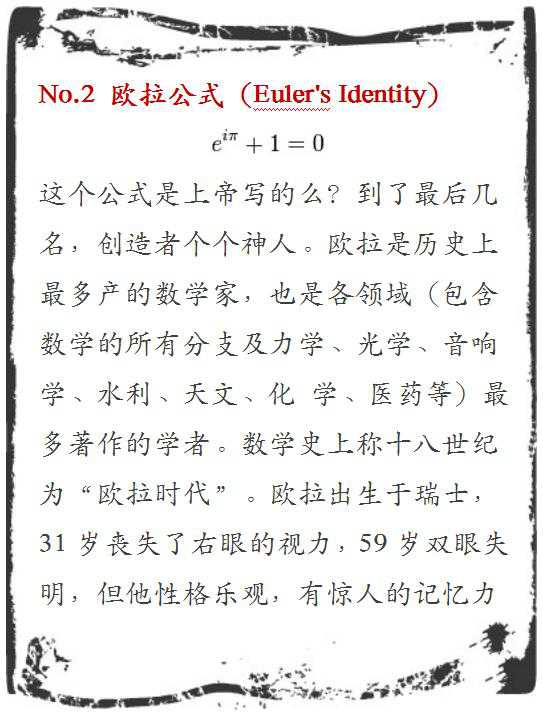 No.2 欧拉公式（Euler's Identity）
e^{iπ} + 1 = 0
这个公式是上帝写的么？到了最后几
名，创造者个个神人。欧拉是历史上
最多产的数学家，也是各领域（包含
数学的所有分支及力学、光学、音响
学、水利、天文、化 学、医药等）最
多著作的学者。数学史上称十八世纪
为“欧拉时代”。欧拉出生于瑞士，
31 岁丧失了右眼的视力，59 岁双眼失
明，但他性格乐观，有惊人的记忆力